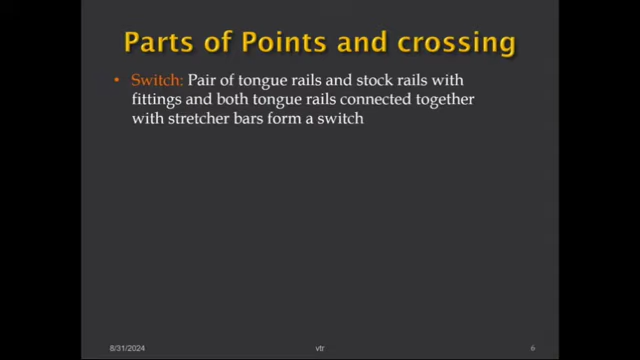 Parts of Points and crossing
• Switch: Pair of tongue rails and stock rails with
fittings and both tongue rails connected together
with stretcher bars form a switch
8/31/2024 vtr 6